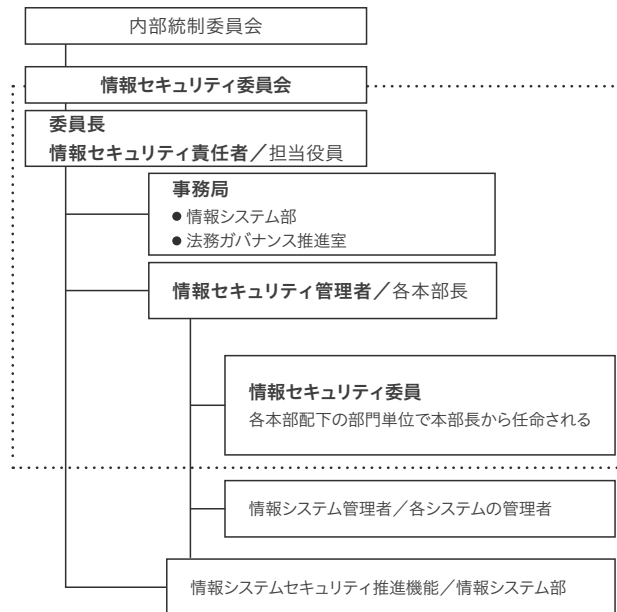 内部統制委員会
情報セキュリティ委員会
委員長
情報セキュリティ責任者／担当役員
事務局
● 情報システム部
● 法務ガバナンス推進室
情報セキュリティ管理者／各本部長
情報セキュリティ委員
各本部配下の部門単位で本部長から任命される
情報システム管理者／各システムの管理者
情報システムセキュリティ推進機能／情報システム部